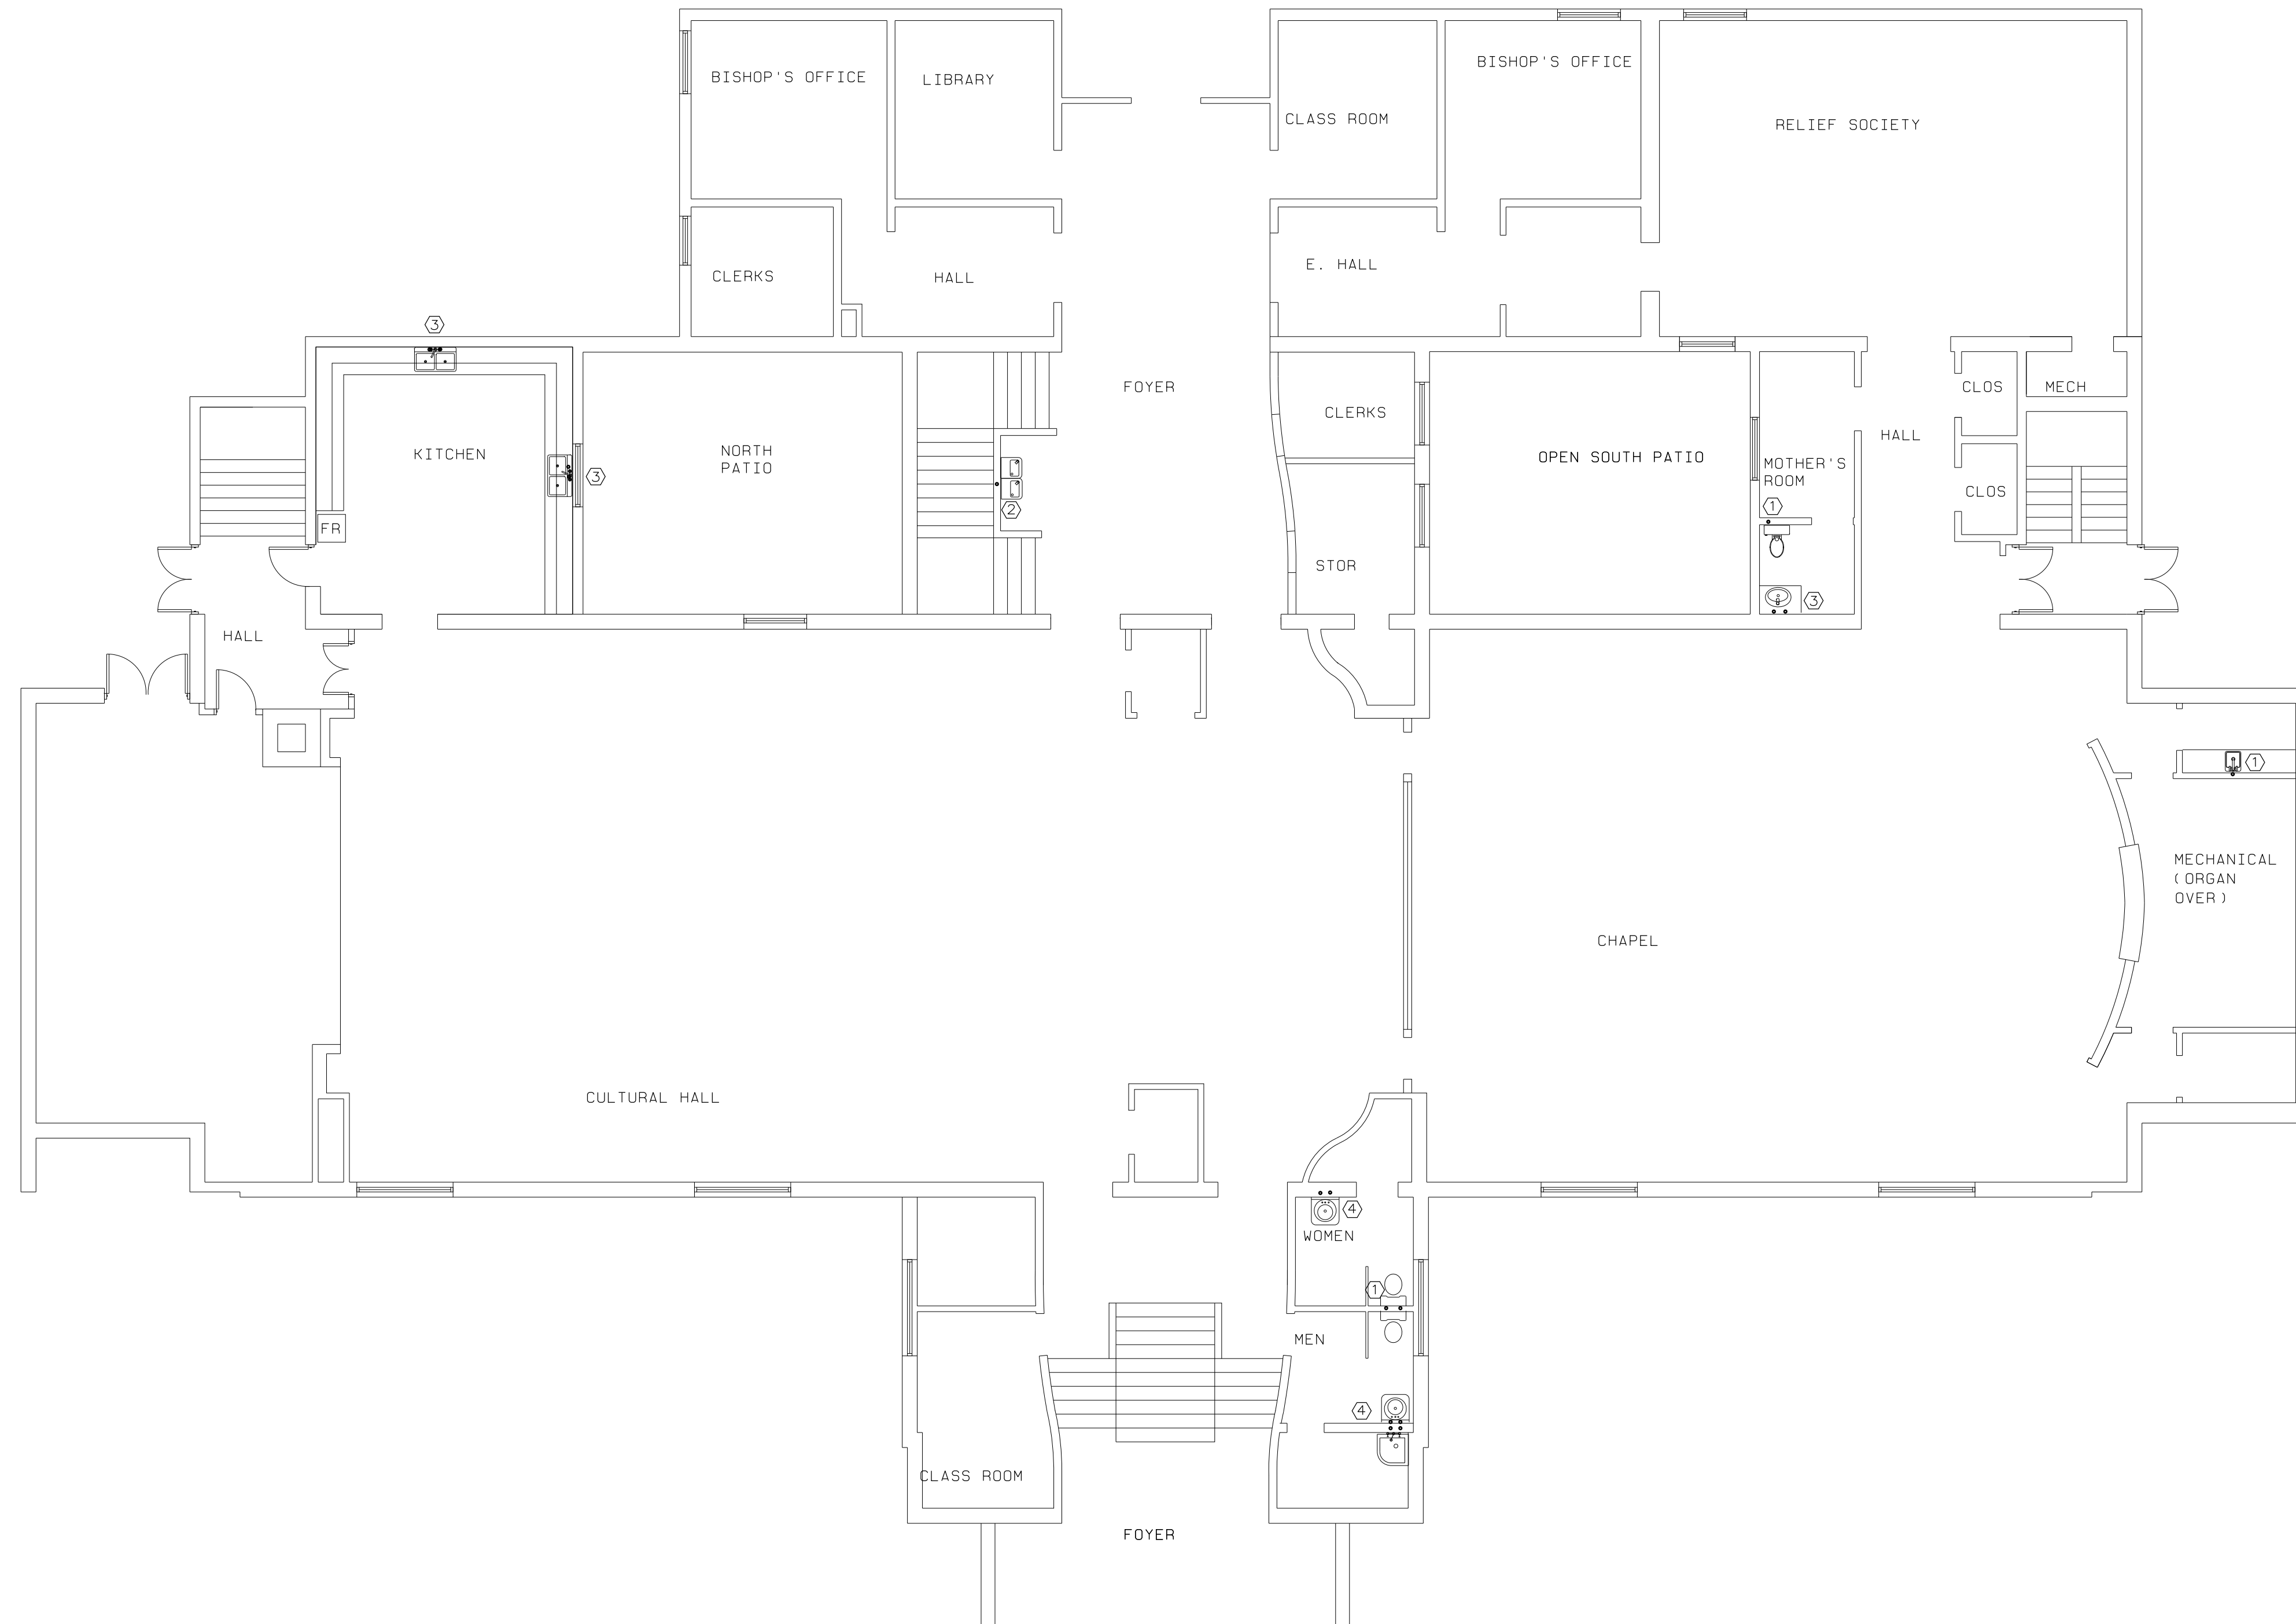 BISHOP'S OFFICE
LIBRARY
CLASS ROOM
BISHOP'S OFFICE
RELIEF SOCIETY
CLERKS
HALL
E. HALL
3
FOYER
CLERKS
CLOS
MECH
KITCHEN
NORTH
PATIO
3
2
OPEN SOUTH PATIO
MOTHER'S
ROOM
1
HALL
CLOS
FR
STOR
3
HALL
1
MECHANICAL
(ORGAN
OVER)
CHAPEL
CULTURAL HALL
4
WOMEN
1
MEN
4
CLASS ROOM
FOYER